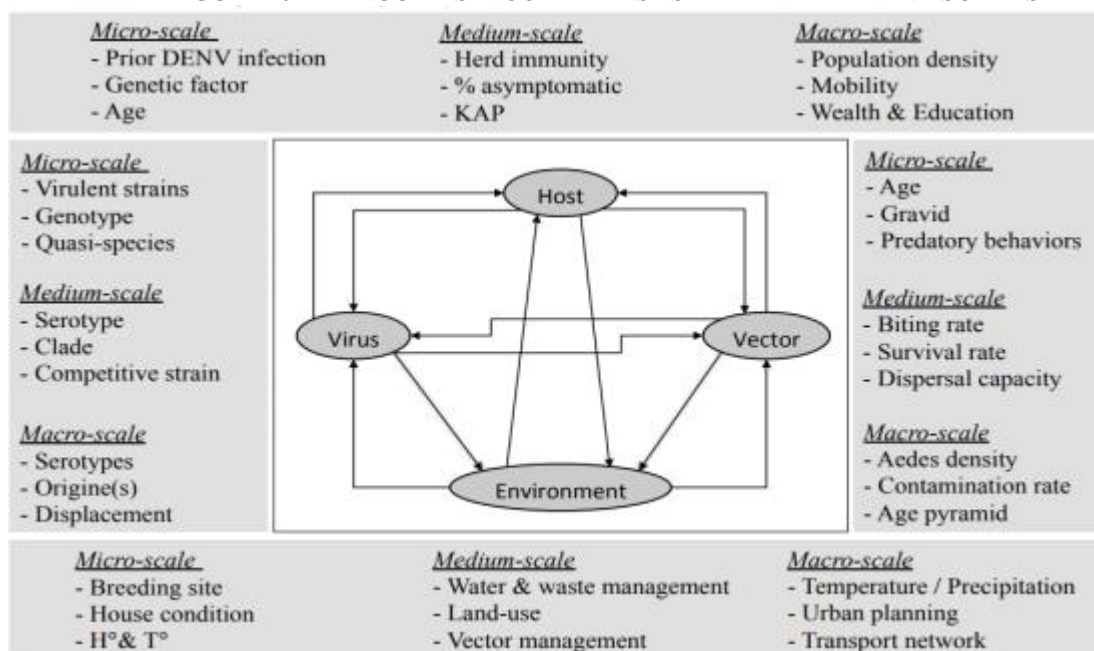 Micro-scale
- Prior DENV infection
- Genetic factor
- Age
Medium-scale
- Herd immunity
- % asymptomatic
- KAP
Macro-scale
- Population density
- Mobility
- Wealth & Education
Micro-scale
- Virulent strains
- Genotype
- Quasi-species
Medium-scale
- Serotype
- Clade
- Competitive strain
Macro-scale
- Serotypes
- Origine(s)
- Displacement
Host
Virus
Vector
Environment
Micro-scale
- Age
- Gravid
- Predatory behaviors
Medium-scale
- Biting rate
- Survival rate
- Dispersal capacity
Macro-scale
- Aedes density
- Contamination rate
- Age pyramid
Micro-scale
- Breeding site
- House condition
- H°& T°
Medium-scale
- Water & waste management
- Land-use
- Vector management
Macro-scale
- Temperature / Precipitation
- Urban planning
- Transport network